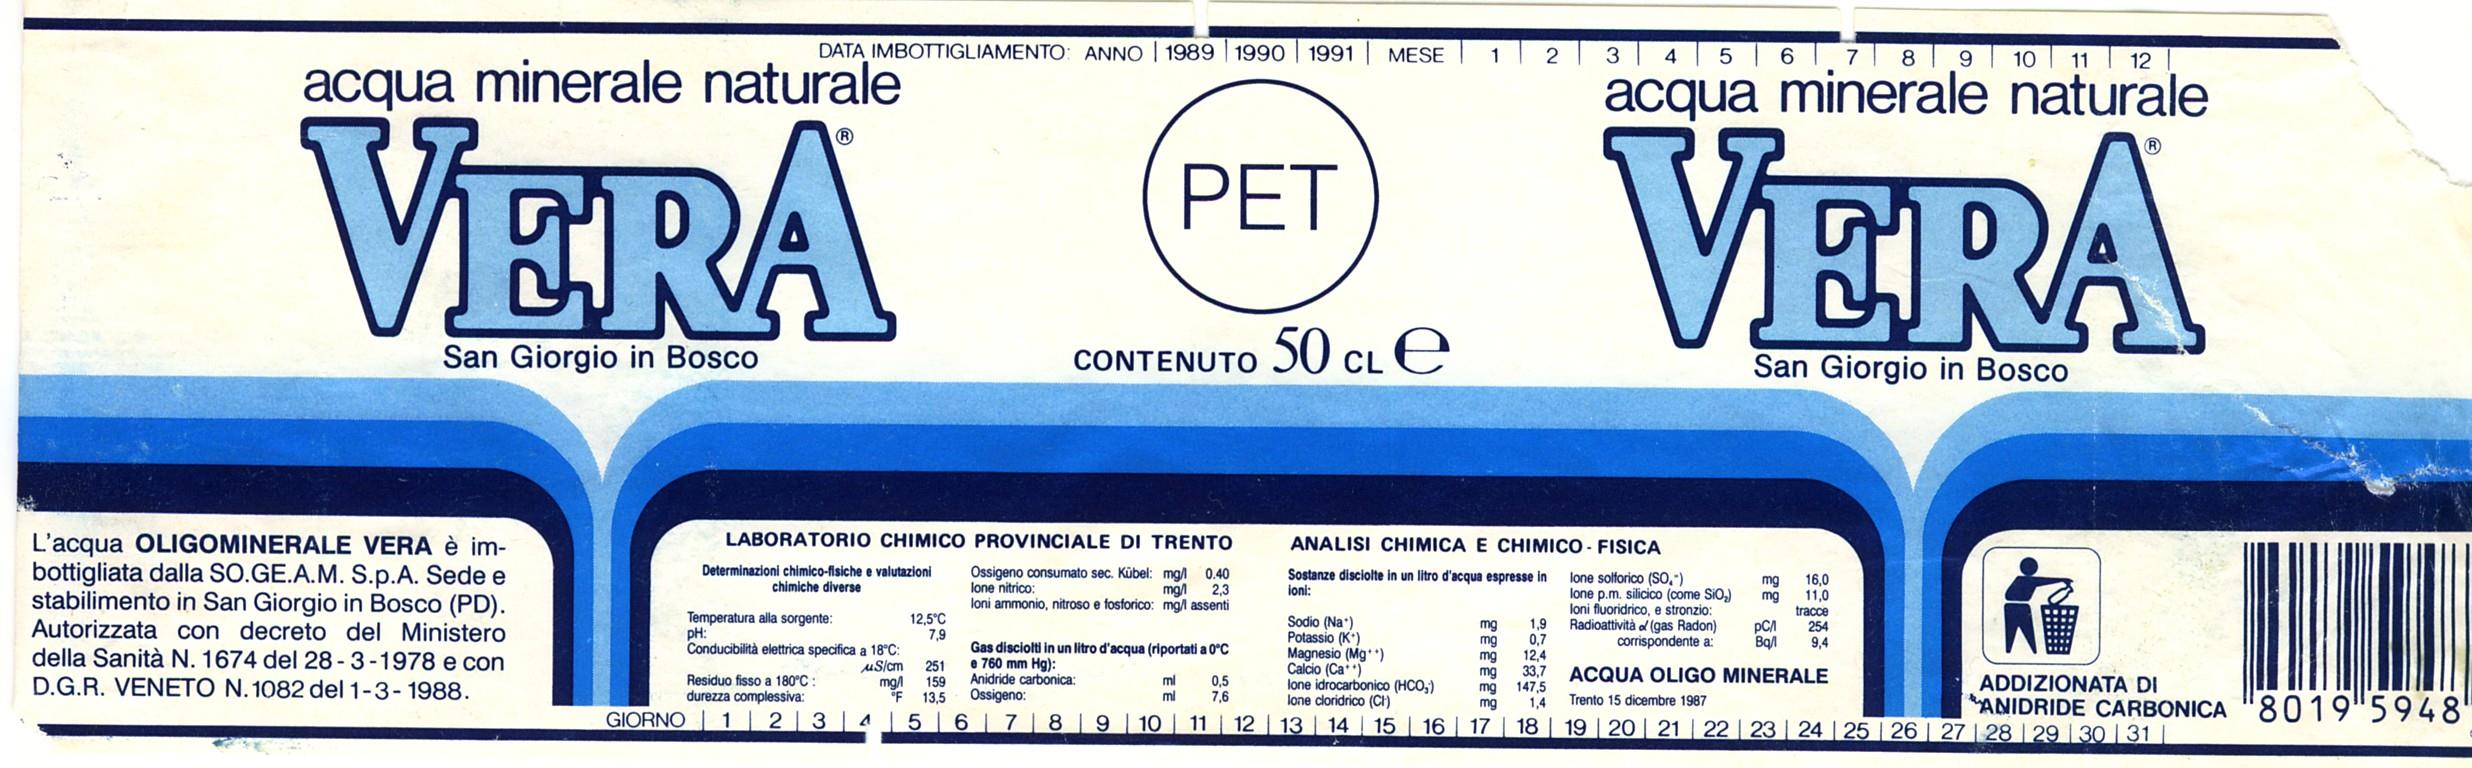 DATA IMBOTTIGLIAMENTO: ANNO | 1989 | 1990 | 1991 | MESE | 1 | 2 | 3 | 4 | 5 | 6 | 7 | 8 | 9 | 10 | 11 | 12 |
acqua minerale naturale
VERA ®
San Giorgio in Bosco
PET
CONTENUTO 50 CL e
acqua minerale naturale
VERA ®
San Giorgio in Bosco
L'acqua OLIGOMINERALE VERA è im-
bottigliata dalla SO.GE.A.M. S.p.A. Sede e
stabilimento in San Giorgio in Bosco (PD).
Autorizzata con decreto del Ministero
della Sanità N. 1674 del 28 - 3 - 1978 e con
D.G.R. VENETO N. 1082 del 1 - 3 - 1988.
LABORATORIO CHIMICO PROVINCIALE DI TRENTO
Determinazioni chimico-fisiche e valutazioni
chimiche diverse
Temperatura alla sorgente: 12,5°C
pH: 7,9
Conducibilità elettrica specifica a 18°C:
µS/cm 251
Residuo fisso a 180°C : mg/l 159
durezza complessiva: °F 13,5
Ossigeno consumato sec. Kübel: mg/l 0.40
Ione nitrico: mg/l 2,3
Ioni ammonio, nitroso e fosforico: mg/l assenti
Gas disciolti in un litro d'acqua (riportati a 0°C
e 760 mm Hg):
Anidride carbonica: ml 0,5
Ossigeno: ml 7,6
ANALISI CHIMICA E CHIMICO - FISICA
Sostanze disciolte in un litro d'acqua espresse in
ioni:
Sodio (Na⁺) mg 1,9
Potassio (K⁺) mg 0,7
Magnesio (Mg⁺⁺) mg 12,4
Calcio (Ca⁺⁺) mg 33,7
Ione idrocarbonico (HCO₃⁻) mg 147,5
Ione cloridrico (Cl⁻) mg 1,4
Ione solforico (SO₄⁻) mg 16,0
Ione p.m. silicico (come SiO₂) mg 11,0
Ioni fluoridrico, e stronzio: tracce
Radioattività α (gas Radon) pC/l 254
corrispondente a: Bq/l 9,4
ACQUA OLIGO MINERALE
Trento 15 dicembre 1987
ADDIZIONATA DI
ANIDRIDE CARBONICA
8019 5948
GIORNO | 1 | 2 | 3 | 4 | 5 | 6 | 7 | 8 | 9 | 10 | 11 | 12 | 13 | 14 | 15 | 16 | 17 | 18 | 19 | 20 | 21 | 22 | 23 | 24 | 25 | 26 | 27 | 28 | 29 | 30 | 31 |